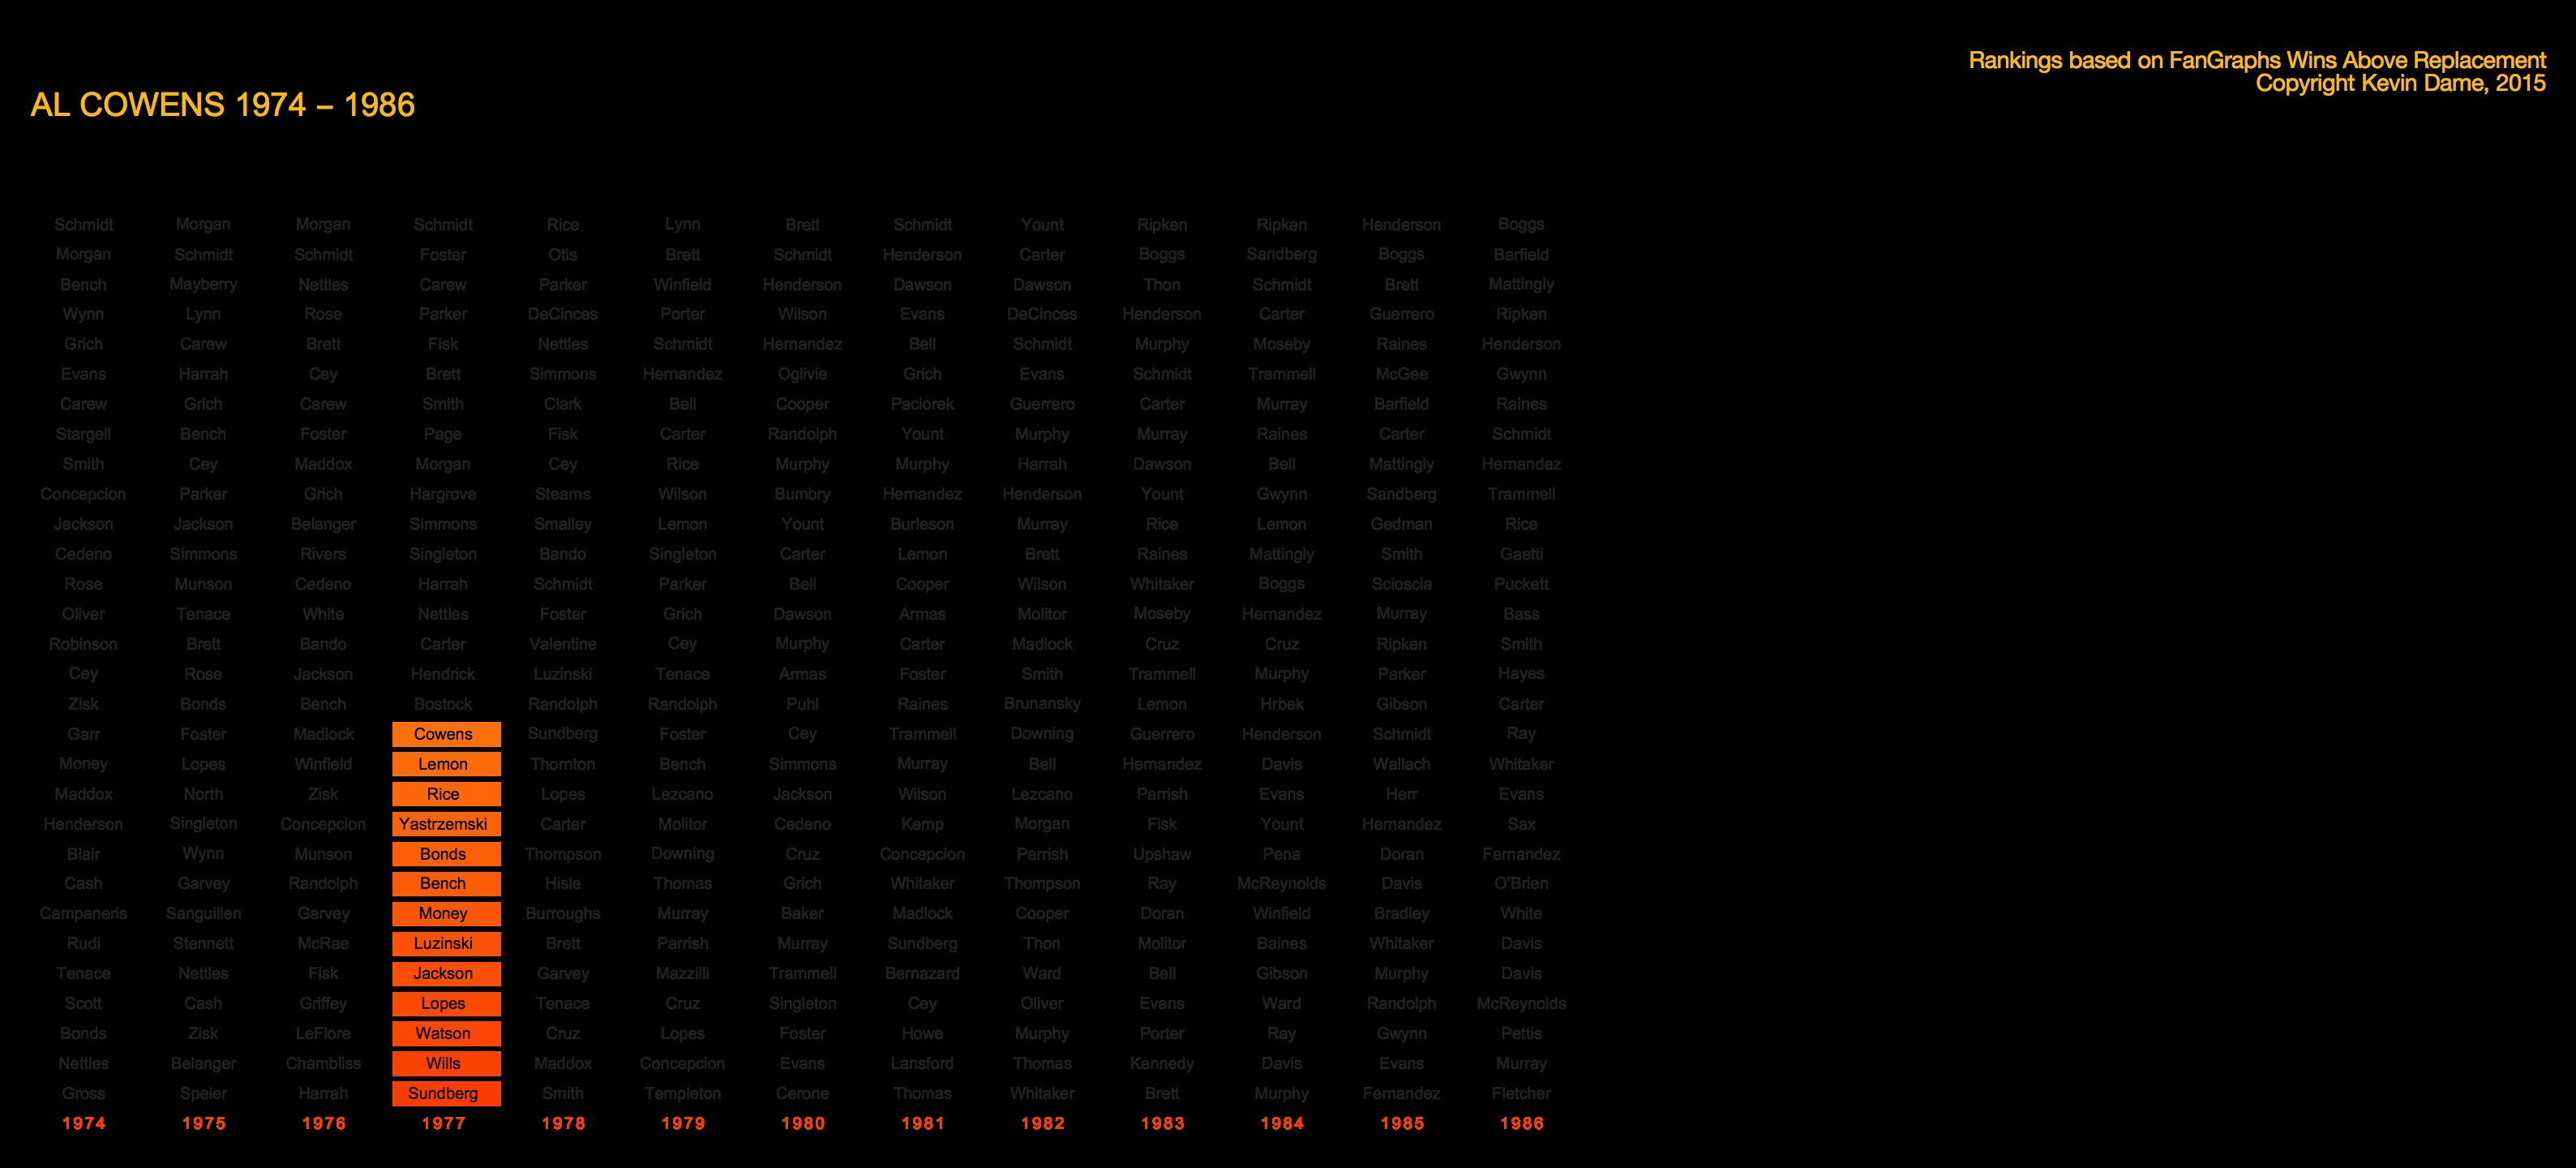 Rankings based on FanGraphs Wins Above Replacement
Copyright Kevin Dame, 2015
AL COWENS 1974 – 1986
Schmidt Morgan Morgan Schmidt Rice Lynn Brett Schmidt Yount Ripken Ripken Henderson Boggs
Morgan Schmidt Schmidt Foster Otis Brett Schmidt Henderson Carter Boggs Sandberg Boggs Barfield
Bench Mayberry Nettles Carew Parker Winfield Henderson Dawson Dawson Thon Schmidt Brett Mattingly
Wynn Lynn Rose Parker DeCinces Porter Wilson Evans DeCinces Henderson Carter Guerrero Ripken
Grich Carew Brett Fisk Nettles Schmidt Hernandez Bell Schmidt Murphy Moseby Raines Henderson
Evans Harrah Cey Brett Simmons Hernandez Oglivie Grich Evans Schmidt Trammell McGee Gwynn
Carew Grich Carew Smith Clark Bell Cooper Paciorek Guerrero Carter Murray Barfield Raines
Stargell Bench Foster Page Fisk Carter Randolph Yount Murphy Murray Raines Carter Schmidt
Smith Cey Maddox Morgan Cey Rice Murphy Murphy Harrah Dawson Bell Mattingly Hernandez
Concepcion Parker Grich Hargrove Stearns Wilson Bumbry Hernandez Henderson Yount Gwynn Sandberg Trammell
Jackson Jackson Belanger Simmons Smalley Lemon Yount Burleson Murray Rice Lemon Gedman Rice
Cedeno Simmons Rivers Singleton Bando Singleton Carter Lemon Brett Raines Mattingly Smith Gaetti
Rose Munson Cedeno Harrah Schmidt Parker Bell Cooper Wilson Whitaker Boggs Scioscia Puckett
Oliver Tenace White Nettles Foster Grich Dawson Armas Molitor Moseby Hernandez Murray Bass
Robinson Brett Bando Carter Valentine Cey Murphy Carter Madlock Cruz Cruz Ripken Smith
Cey Rose Jackson Hendrick Luzinski Tenace Armas Foster Smith Trammell Murphy Parker Hayes
Zisk Bonds Bench Bostock Randolph Randolph Puhl Raines Brunansky Lemon Hrbek Gibson Carter
Garr Foster Madlock Cowens Sundberg Foster Cey Trammell Downing Guerrero Henderson Schmidt Ray
Money Lopes Winfield Lemon Thornton Bench Simmons Murray Bell Hernandez Davis Wallach Whitaker
Maddox North Zisk Rice Lopes Lezcano Jackson Wilson Lezcano Parrish Evans Herr Evans
Henderson Singleton Concepcion Yastrzemski Carter Molitor Cedeno Kemp Morgan Fisk Yount Hernandez Sax
Blair Wynn Munson Bonds Thompson Downing Cruz Concepcion Parrish Upshaw Pena Doran Fernandez
Cash Garvey Randolph Bench Hisle Thomas Grich Whitaker Thompson Ray McReynolds Davis O'Brien
Campaneris Sanguillen Garvey Money Burroughs Murray Baker Madlock Cooper Doran Winfield Bradley White
Rudi Stennett McRae Luzinski Brett Parrish Murray Sundberg Thon Molitor Baines Whitaker Davis
Tenace Nettles Fisk Jackson Garvey Mazzilli Trammell Bernazard Ward Bell Gibson Murphy Davis
Scott Cash Griffey Lopes Tenace Cruz Singleton Cey Oliver Evans Ward Randolph McReynolds
Bonds Zisk LeFlore Watson Cruz Lopes Foster Howe Murphy Porter Ray Gwynn Pettis
Nettles Belanger Chambliss Wills Maddox Concepcion Evans Lansford Thomas Kennedy Davis Evans Murray
Gross Speier Harrah Sundberg Smith Templeton Cerone Thomas Whitaker Brett Murphy Fernandez Fletcher
1974 1975 1976 1977 1978 1979 1980 1981 1982 1983 1984 1985 1986